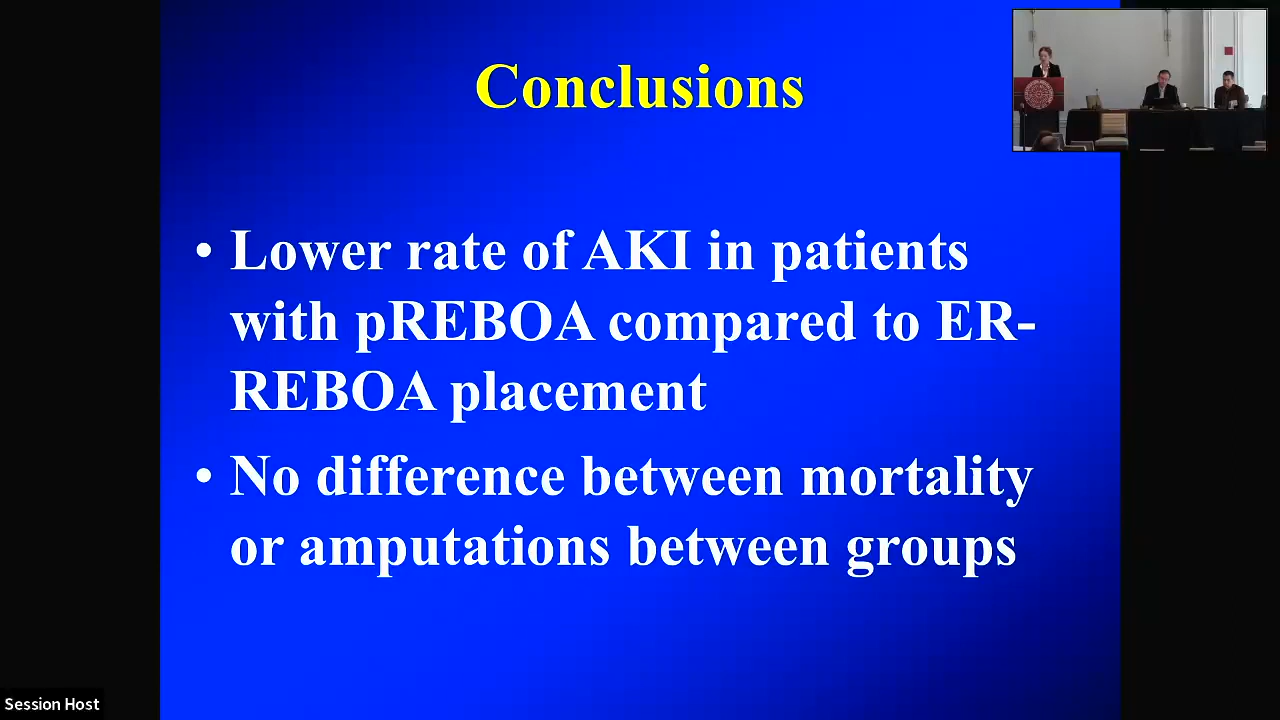 Conclusions
• Lower rate of AKI in patients
with pREBOA compared to ER-
REBOA placement
• No difference between mortality
or amputations between groups
Session Host